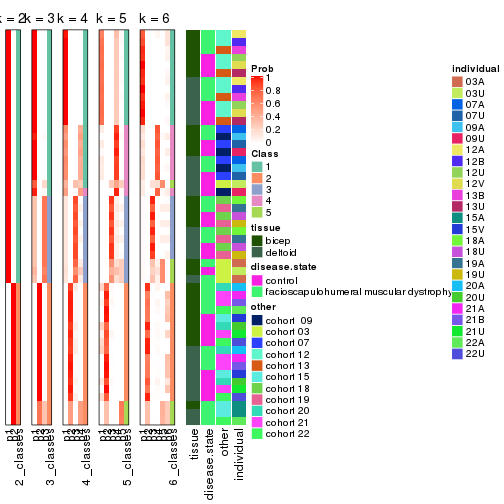 k = 2
k = 3
k = 4
k = 5
k = 6
Prob
1
0.8
0.6
0.4
0.2
0
Class
1
2
3
4
5
tissue
bicep
deltoid
disease.state
control
facioscapulohumeral muscular dystrophy
other
cohort 09
cohort 03
cohort 07
cohort 12
cohort 13
cohort 15
cohort 18
cohort 19
cohort 20
cohort 21
cohort 22
individual
03A
03U
07A
07U
09A
09U
12A
12B
12U
12V
13B
13U
15A
15V
18A
18U
19A
19U
20A
20U
21A
21B
21U
22A
22U
2_classes
3_classes
4_classes
5_classes
6_classes
tissue
disease.state
other
individual